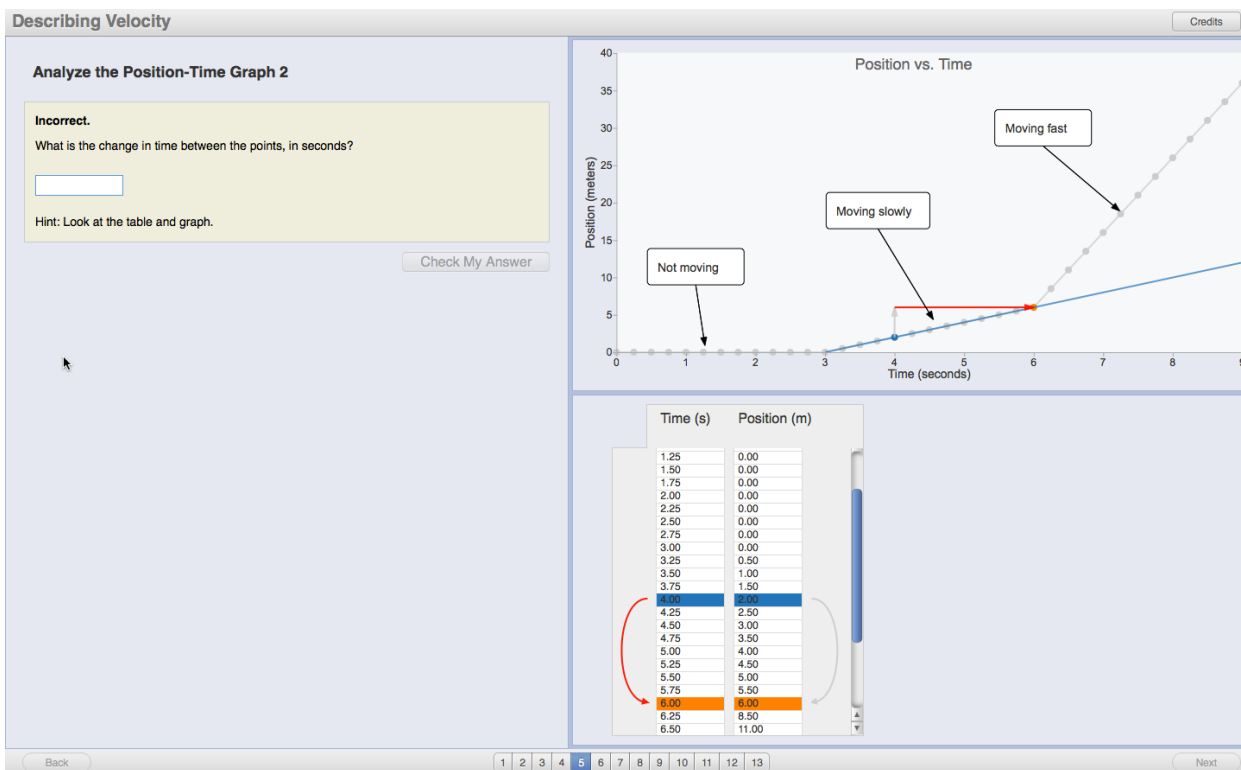 Describing Velocity
Credits
Analyze the Position-Time Graph 2
Incorrect.
What is the change in time between the points, in seconds?
Hint: Look at the table and graph.
Check My Answer
Position vs. Time
Position (meters)
40
35
30
25
20
15
10
5
0
Not moving
Moving slowly
Moving fast
0 1 2 3 4 5 6 7 8 9
Time (seconds)
Time (s) Position (m)
1.25 0.00
1.50 0.00
1.75 0.00
2.00 0.00
2.25 0.00
2.50 0.00
2.75 0.00
3.00 0.00
3.25 0.50
3.50 1.00
3.75 1.50
4.00 2.00
4.25 2.50
4.50 3.00
4.75 3.50
5.00 4.00
5.25 4.50
5.50 5.00
5.75 5.50
6.00 6.00
6.25 8.50
6.50 11.00
Back
1 2 3 4 5 6 7 8 9 10 11 12 13
Next